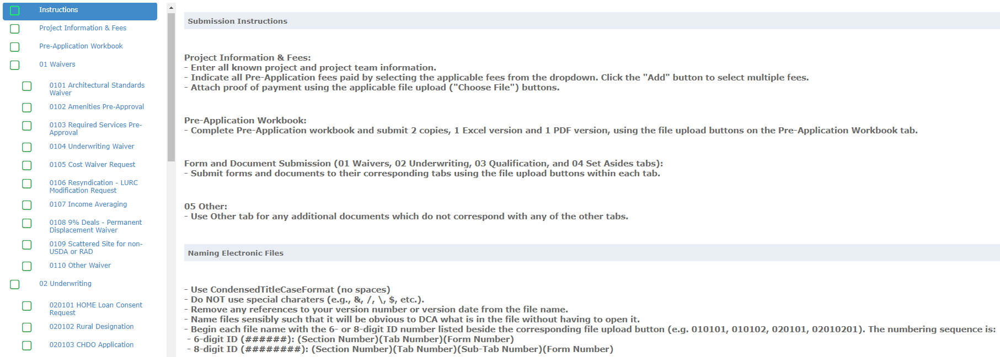 Instructions
Project Information & Fees
Pre-Application Workbook
01 Waivers
0101 Architectural Standards
Waiver
0102 Amenities Pre-Approval
0103 Required Services Pre-
Approval
0104 Underwriting Waiver
0105 Cost Waiver Request
0106 Resyndication - LURC
Modification Request
0107 Income Averaging
0108 9% Deals - Permanent
Displacement Waiver
0109 Scattered Site for non-
USDA or RAD
0110 Other Waiver
02 Underwriting
020101 HOME Loan Consent
Request
020102 Rural Designation
020103 CHDO Application
Submission Instructions
Project Information & Fees:
- Enter all known project and project team information.
- Indicate all Pre-Application fees paid by selecting the applicable fees from the dropdown. Click the "Add" button to select multiple fees.
- Attach proof of payment using the applicable file upload ("Choose File") buttons.
Pre-Application Workbook:
- Complete Pre-Application workbook and submit 2 copies, 1 Excel version and 1 PDF version, using the file upload buttons on the Pre-Application Workbook tab.
Form and Document Submission (01 Waivers, 02 Underwriting, 03 Qualification, and 04 Set Asides tabs):
- Submit forms and documents to their corresponding tabs using the file upload buttons within each tab.
05 Other:
- Use Other tab for any additional documents which do not correspond with any of the other tabs.
Naming Electronic Files
- Use CondensedTitleCaseFormat (no spaces)
- Do NOT use special charaters (e.g., &, /, \, $, etc.).
- Remove any references to your version number or version date from the file name.
- Name files sensibly such that it will be obvious to DCA what is in the file without having to open it.
- Begin each file name with the 6- or 8-digit ID number listed beside the corresponding file upload button (e.g. 010101, 010102, 020101, 02010201). The numbering sequence is:
- 6-digit ID (######): (Section Number)(Tab Number)(Form Number)
- 8-digit ID (########): (Section Number)(Tab Number)(Sub-Tab Number)(Form Number)